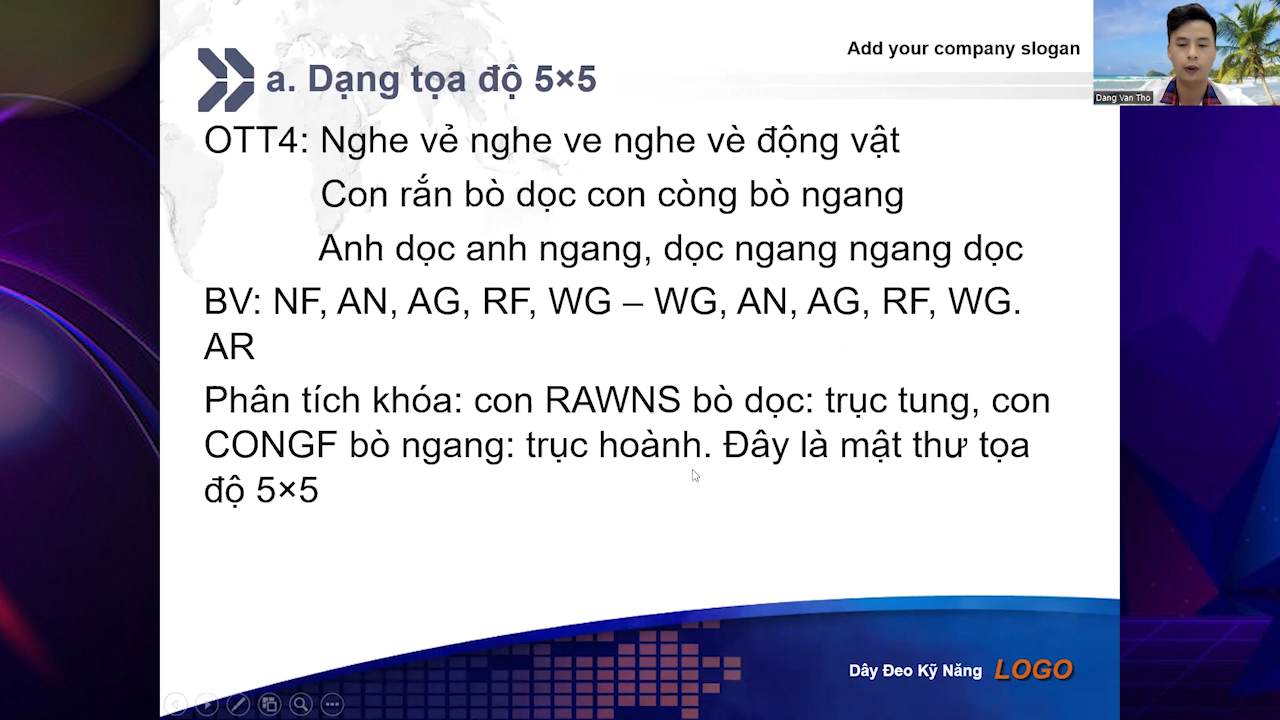 Add your company slogan
Dang Van Tho
a. Dạng tọa độ 5×5
OTT4: Nghe vẻ nghe ve nghe vè động vật
Con rắn bò dọc con còng bò ngang
Anh dọc anh ngang, dọc ngang ngang dọc
BV: NF, AN, AG, RF, WG – WG, AN, AG, RF, WG.
AR
Phân tích khóa: con RAWNS bò dọc: trục tung, con
CONGF bò ngang: trục hoành. Đây là mật thư tọa
độ 5×5
Dây Đeo Kỹ Năng LOGO